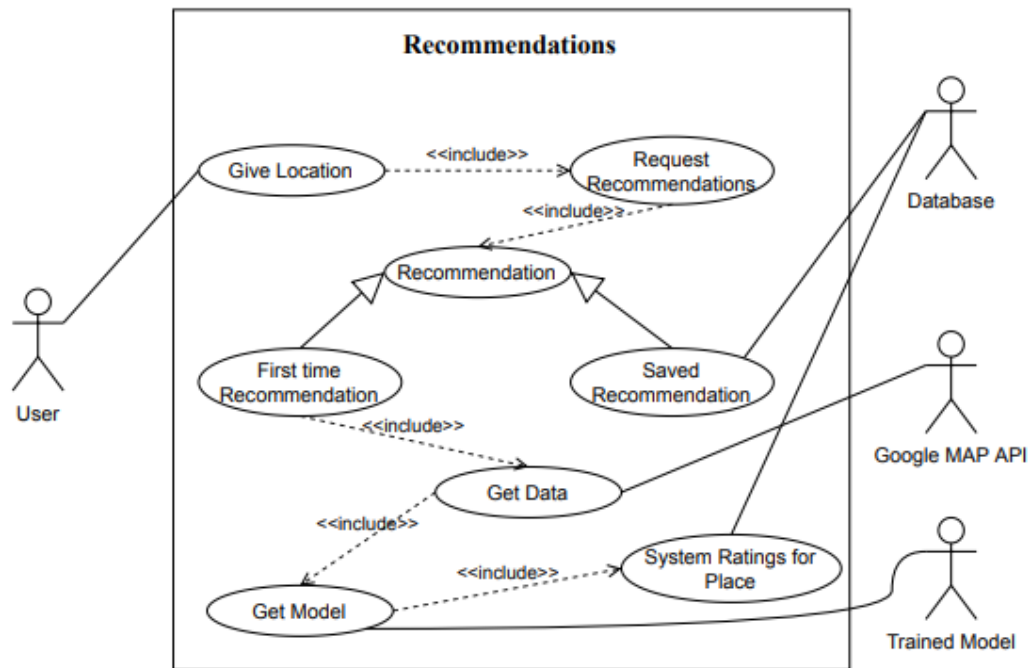 Recommendations
Give Location
<<include>>
Request
Recommendations
Database
<<include>>
Recommendation
User
First time
Recommendation
Saved
Recommendation
Google MAP API
<<include>>
Get Data
<<include>>
System Ratings for
Place
<<include>>
Get Model
Trained Model